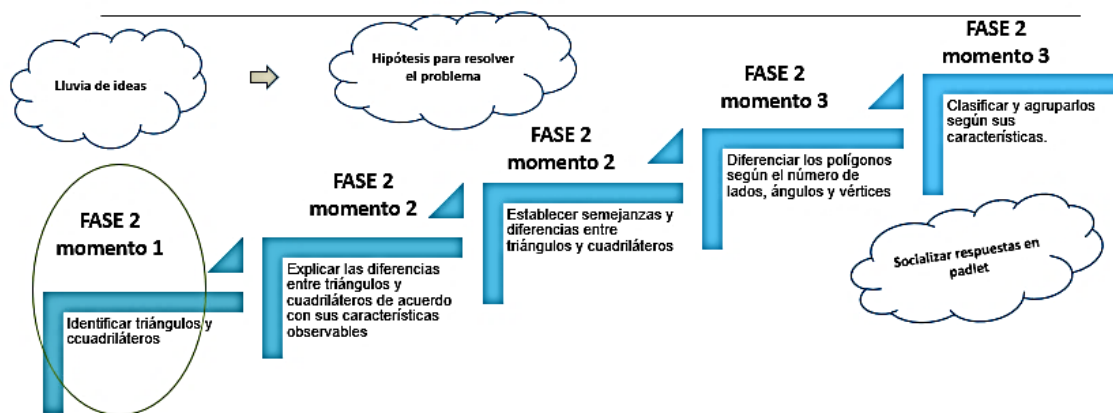 Lluvia de ideas
Hipótesis para resolver
el problema
FASE 2
momento 1
Identificar triángulos y
ccuadriláteros
FASE 2
momento 2
Explicar las diferencias
entre triángulos y
cuadriláteros de acuerdo
con sus características
observables
FASE 2
momento 2
Establecer semejanzas y
diferencias entre
triángulos y cuadriláteros
FASE 2
momento 3
Diferenciar los polígonos
según el número de
lados, ángulos y vértices
FASE 2
momento 3
Clasificar y agruparlos
según sus
características.
Socializar respuestas en
padlet